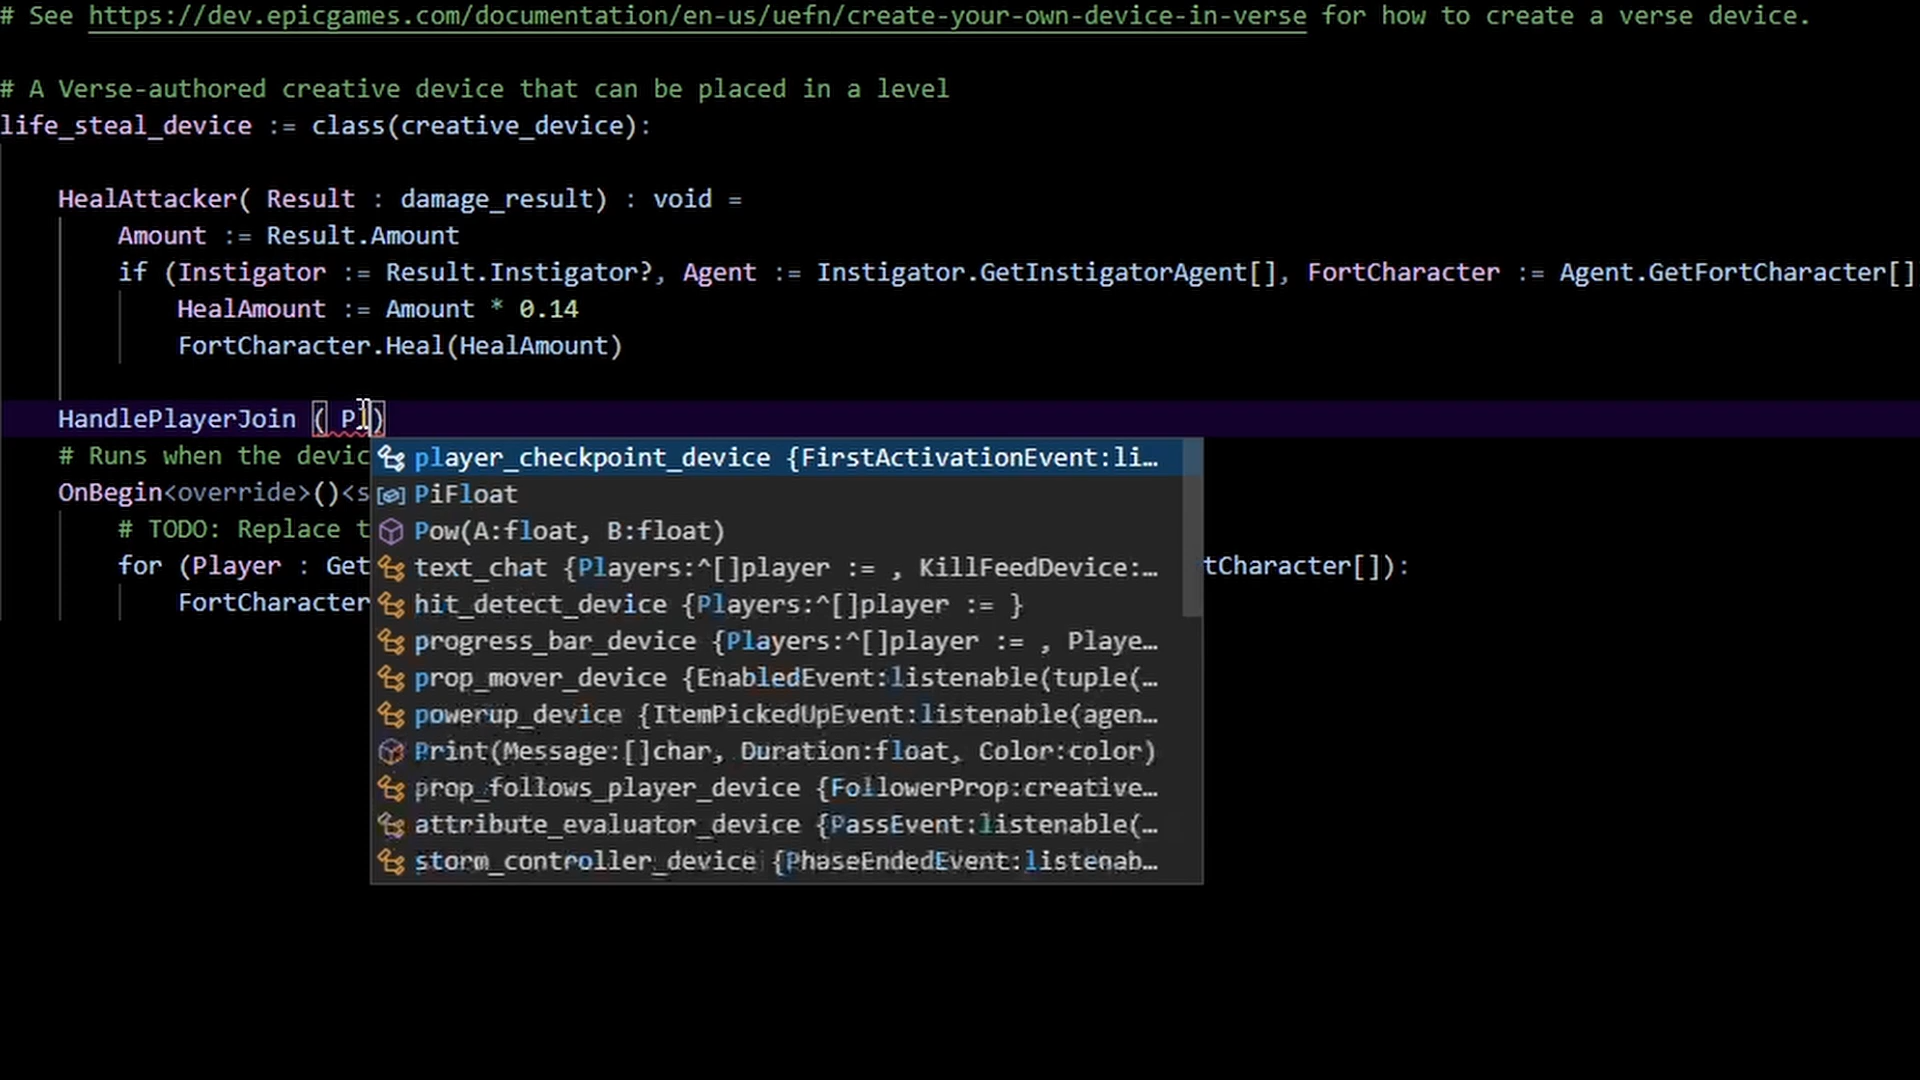 # See https://dev.epicgames.com/documentation/en-us/uefn/create-your-own-device-in-verse for how to create a verse device.
# A Verse-authored creative device that can be placed in a level
life_steal_device := class(creative_device):
HealAttacker( Result : damage_result) : void =
Amount := Result.Amount
if (Instigator := Result.Instigator?, Agent := Instigator.GetInstigatorAgent[], FortCharacter := Agent.GetFortCharacter[]
HealAmount := Amount * 0.14
FortCharacter.Heal(HealAmount)
HandlePlayerJoin ( Pl)
# Runs when the devic
OnBegin<override>()<s
# TODO: Replace t
for (Player : Get tCharacter[]):
FortCharacter
player_checkpoint_device {FirstActivationEvent:li…
PiFloat
Pow(A:float, B:float)
text_chat {Players:^[]player := , KillFeedDevice:…
hit_detect_device {Players:^[]player := }
progress_bar_device {Players:^[]player := , Playe…
prop_mover_device {EnabledEvent:listenable(tuple(…
powerup_device {ItemPickedUpEvent:listenable(agen…
Print(Message:[]char, Duration:float, Color:color)
prop_follows_player_device {FollowerProp:creative…
attribute_evaluator_device {PassEvent:listenable(…
storm_controller_device {PhaseEndedEvent:listenab…